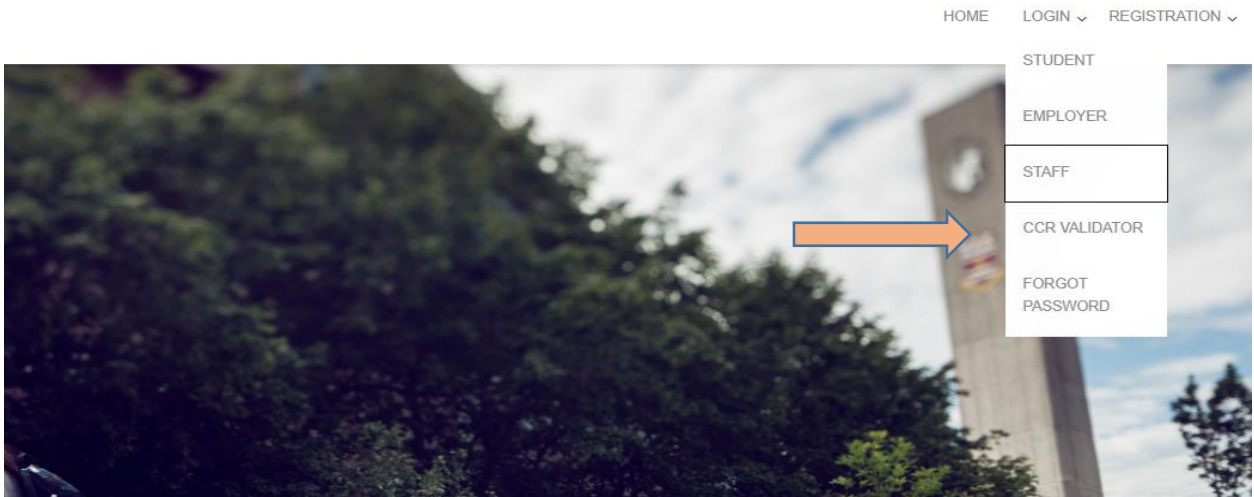 HOME LOGIN REGISTRATION
STUDENT
EMPLOYER
STAFF
CCR VALIDATOR
FORGOT
PASSWORD